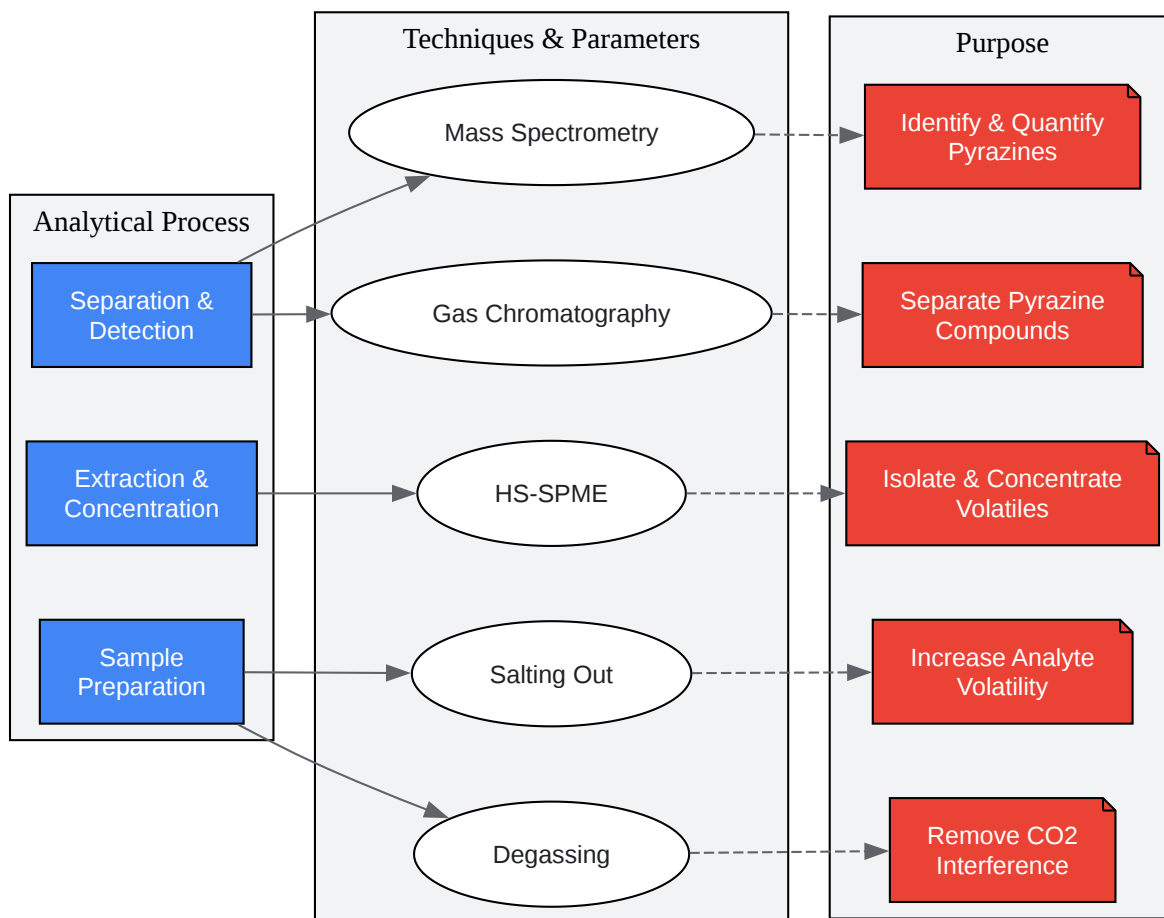 Analytical Process
Separation &
Detection
Extraction &
Concentration
Sample
Preparation
Techniques & Parameters
Mass Spectrometry
Gas Chromatography
HS-SPME
Salting Out
Degassing
Purpose
Identify & Quantify
Pyrazines
Separate Pyrazine
Compounds
Isolate & Concentrate
Volatiles
Increase Analyte
Volatility
Remove CO2
Interference